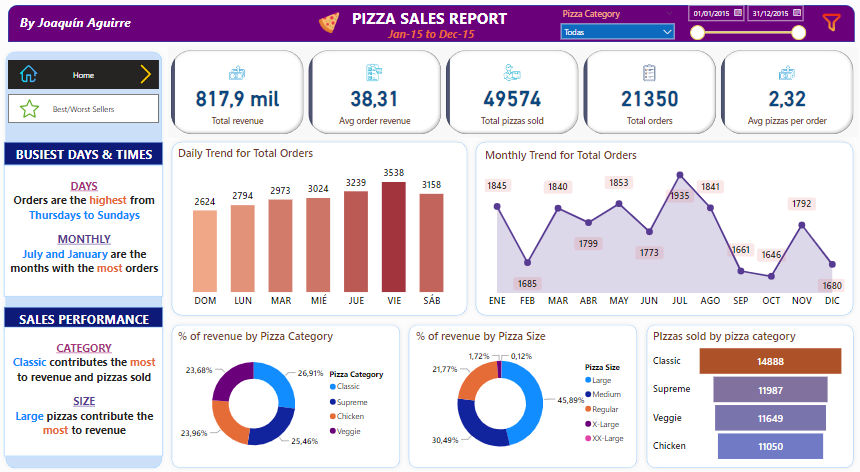 By Joaquín Aguirre
PIZZA SALES REPORT
Jan-15 to Dec-15
Pizza Category
Todas
01/01/2015
31/12/2015
Home
Best/Worst Sellers
817,9 mil
Total revenue
38,31
Avg order revenue
49574
Total pizzas sold
21350
Total orders
2,32
Avg pizzas per order
BUSIEST DAYS & TIMES
DAYS
Orders are the highest from
Thursdays to Sundays
MONTHLY
July and January are the
months with the most orders
SALES PERFORMANCE
CATEGORY
Classic contributes the most
to revenue and pizzas sold
SIZE
Large pizzas contribute the
most to revenue
Daily Trend for Total Orders
2624
2794
2973
3024
3239
3538
3158
DOM LUN MAR MIÉ JUE VIE SÁB
Monthly Trend for Total Orders
1845
1685
1840
1799
1853
1773
1935
1841
1661
1646
1792
1680
ENE FEB MAR ABR MAY JUN JUL AGO SEP OCT NOV DIC
% of revenue by Pizza Category
23,68%
26,91%
23,96%
25,46%
Pizza Category
Classic
Supreme
Chicken
Veggie
% of revenue by Pizza Size
1,72%
0,12%
21,77%
45,89%
30,49%
Pizza Size
Large
Medium
Regular
X-Large
XX-Large
PIzzas sold by pizza category
Classic 14888
Supreme 11987
Veggie 11649
Chicken 11050